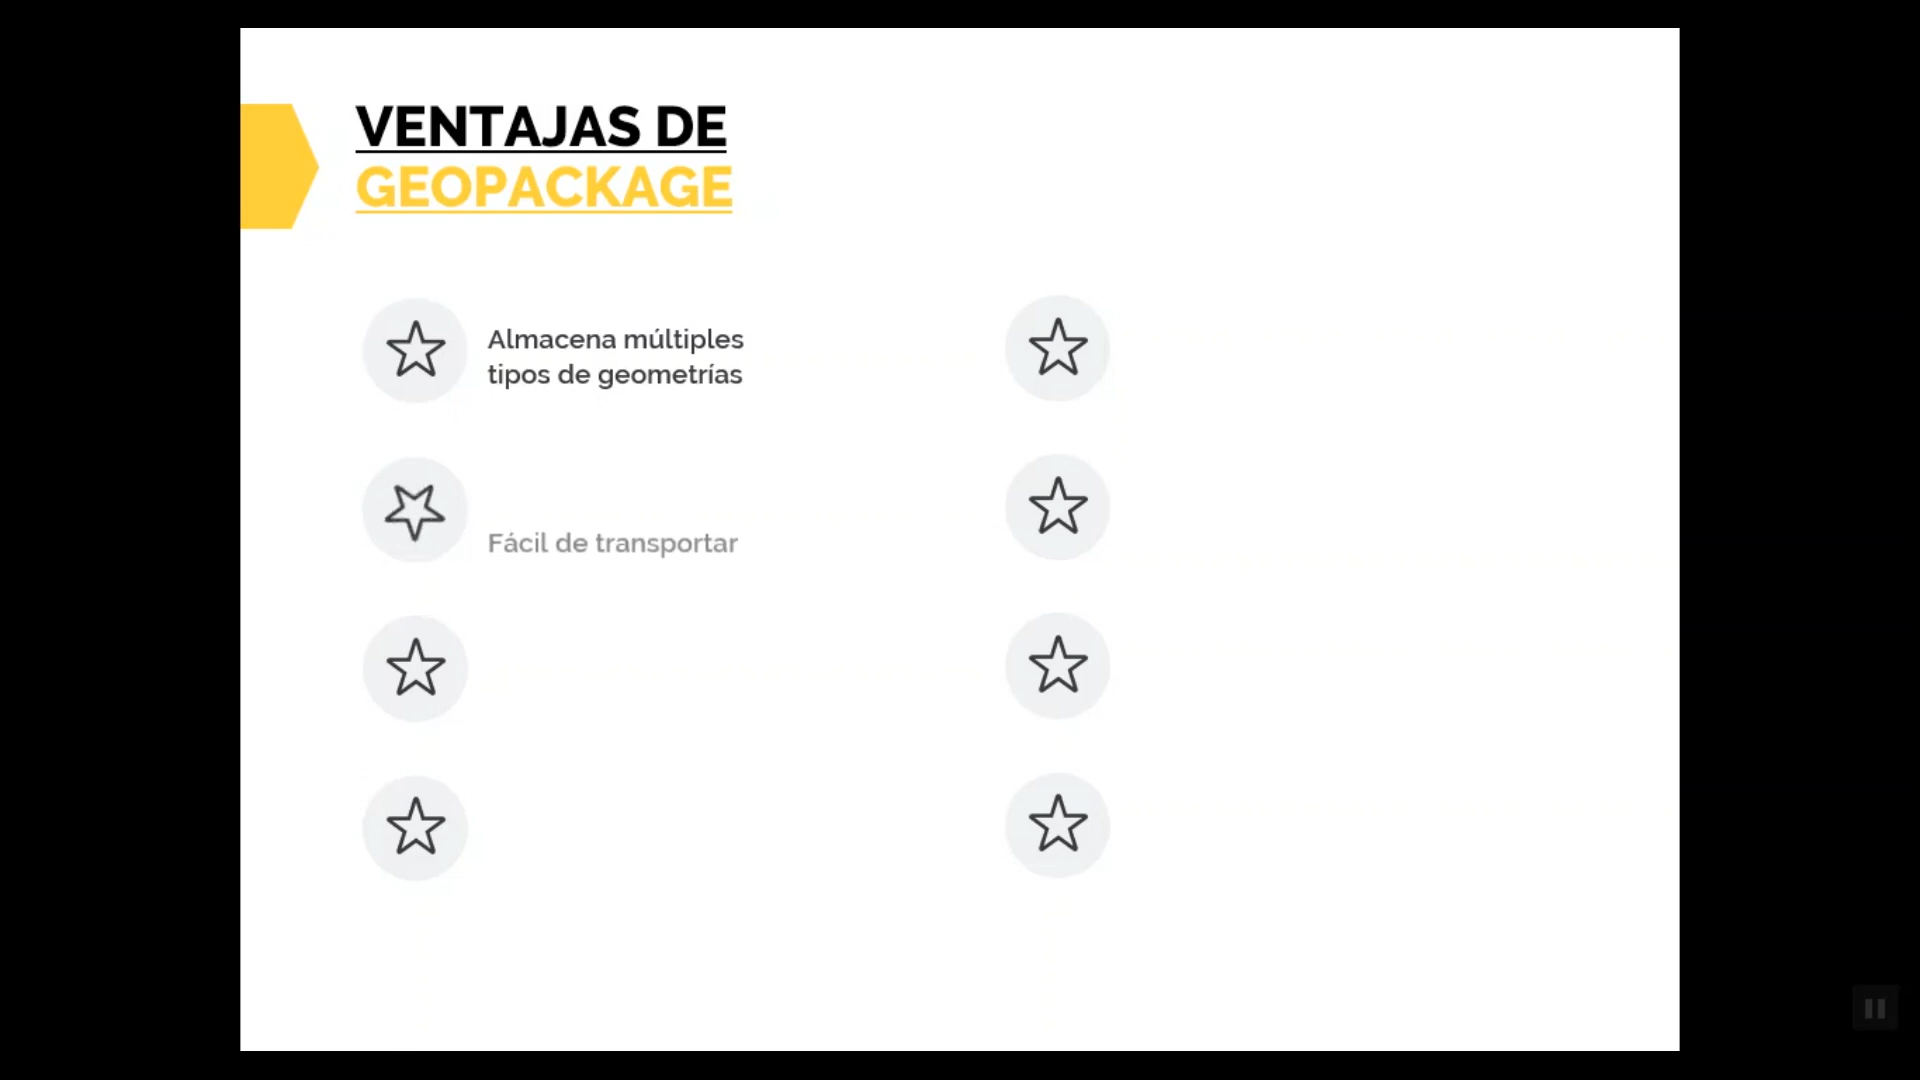 VENTAJAS DE
GEOPACKAGE
Almacena múltiples
tipos de geometrías
Fácil de transportar